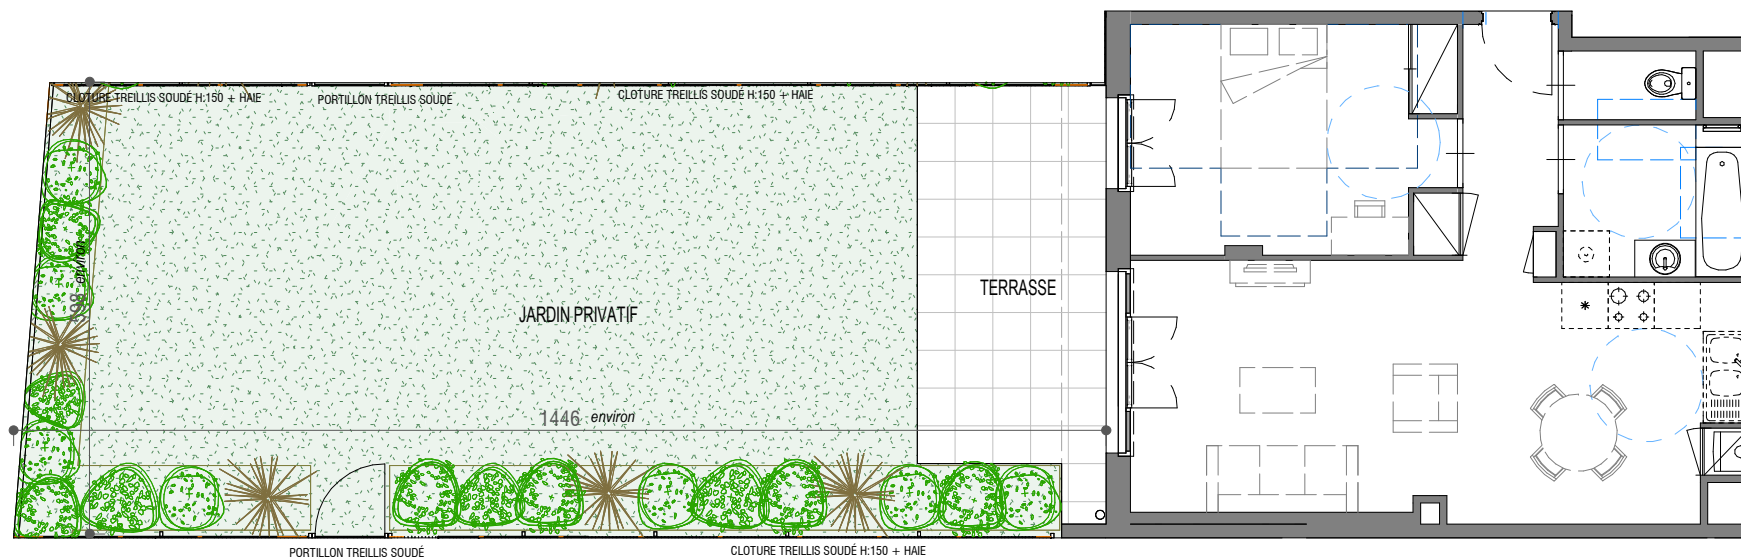 CLOTURE TREILLIS SOUDÉ H:150 + HAIE
PORTILLON TREILLIS SOUDÉ
CLOTURE TREILLIS SOUDÉ H:150 + HAIE
598 environ
TERRASSE
JARDIN PRIVATIF
1446 environ
PORTILLON TREILLIS SOUDÉ
CLOTURE TREILLIS SOUDÉ H:150 + HAIE